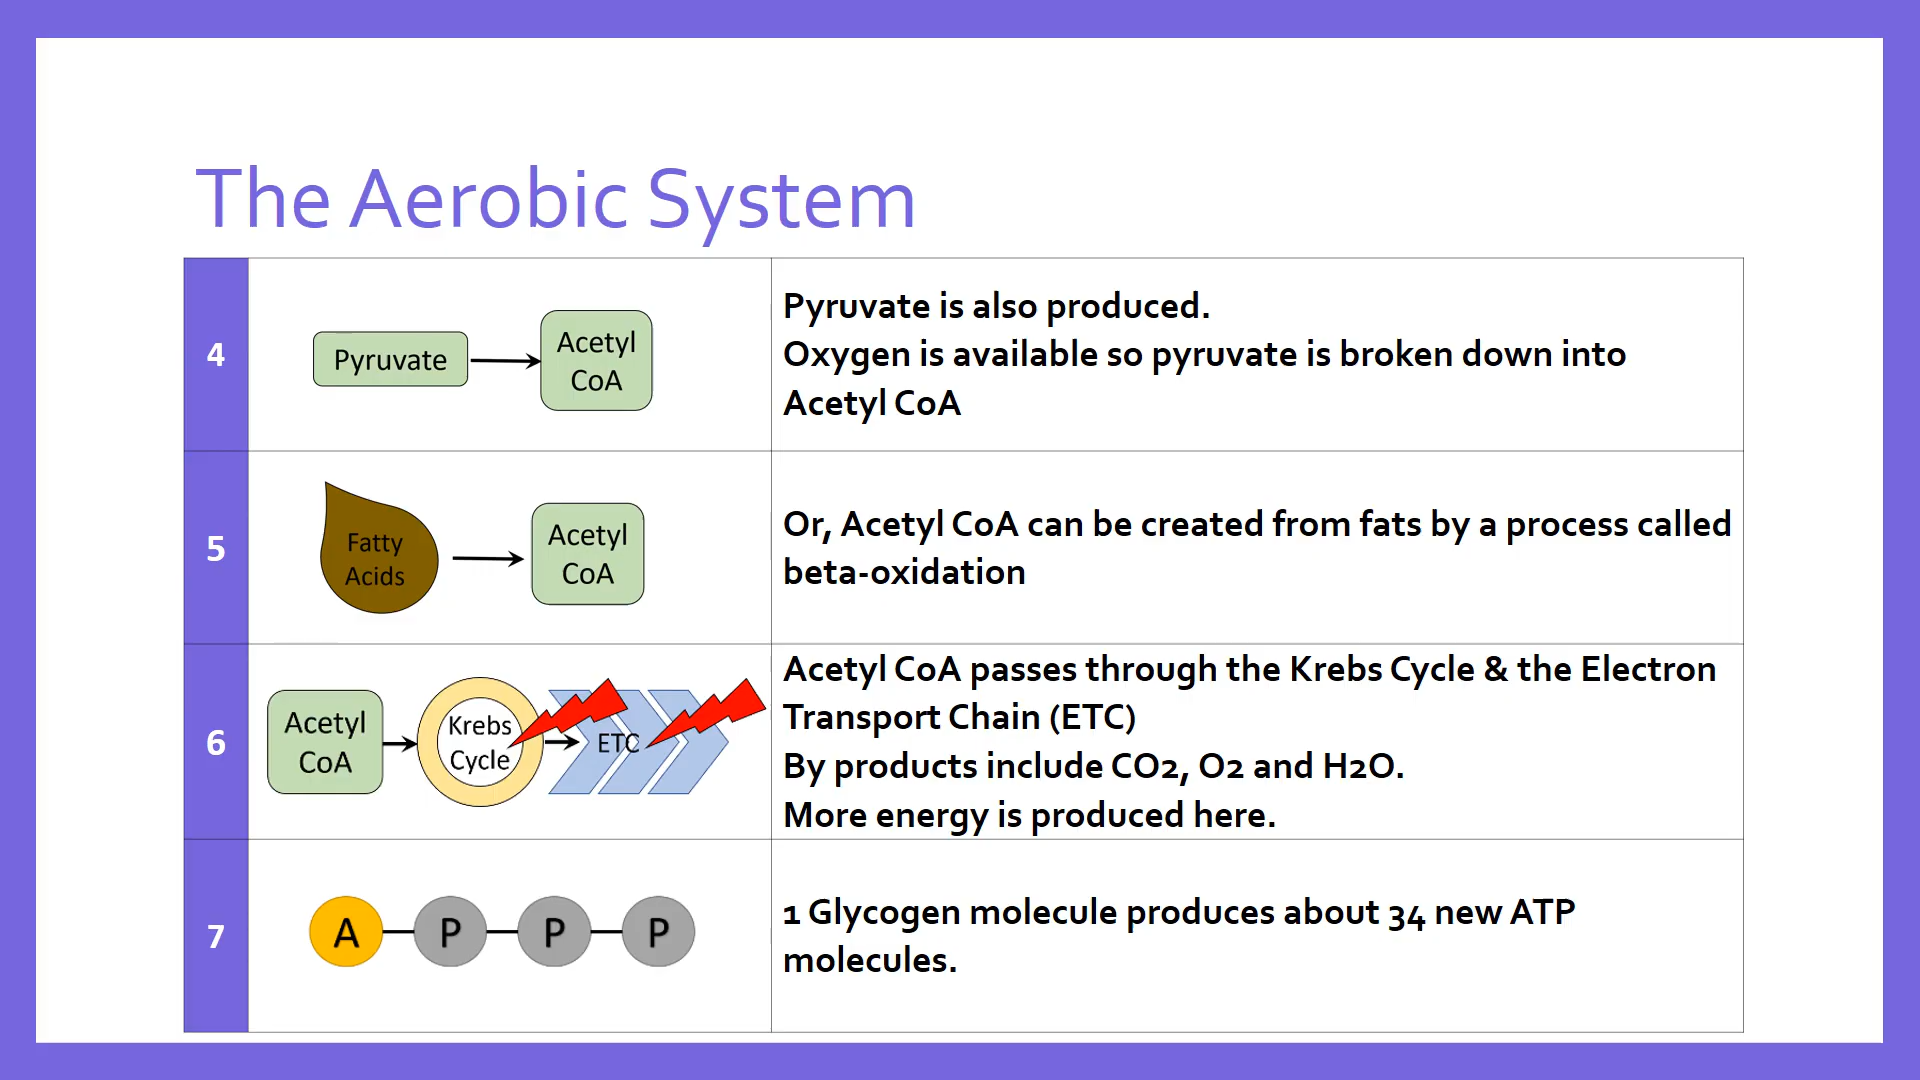 The Aerobic System
4
Pyruvate
Acetyl
CoA
Pyruvate is also produced.
Oxygen is available so pyruvate is broken down into
Acetyl CoA
5
Fatty
Acids
Acetyl
CoA
Or, Acetyl CoA can be created from fats by a process called
beta-oxidation
6
Acetyl
CoA
Krebs
Cycle
ETC
Acetyl CoA passes through the Krebs Cycle & the Electron
Transport Chain (ETC)
By products include CO2, O2 and H2O.
More energy is produced here.
7
A P P P
1 Glycogen molecule produces about 34 new ATP
molecules.